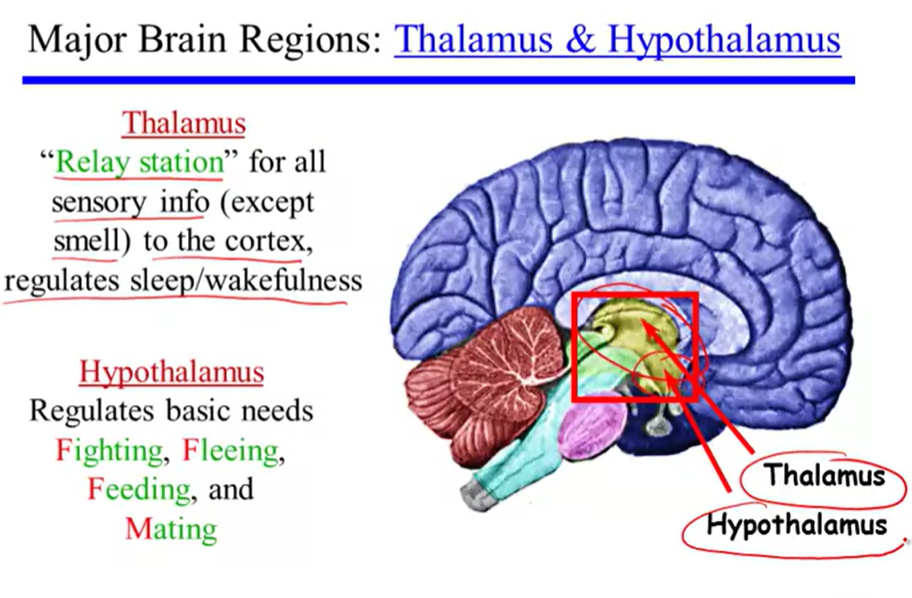 Major Brain Regions: Thalamus & Hypothalamus
Thalamus
“Relay station” for all
sensory info (except
smell) to the cortex,
regulates sleep/wakefulness
Hypothalamus
Regulates basic needs
Fighting, Fleeing,
Feeding, and
Mating
Thalamus
Hypothalamus